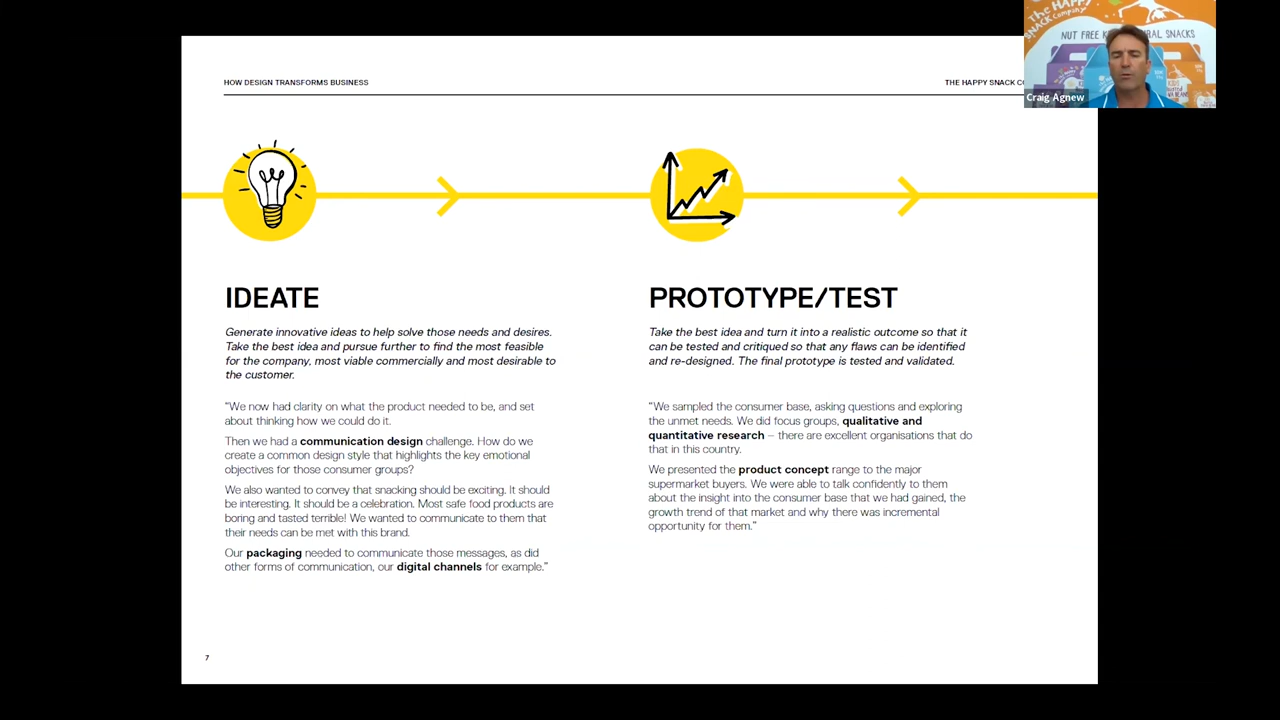 HOW DESIGN TRANSFORMS BUSINESS
THE HAPPY SNACK CO
The HAPPY
SNACK COMPANY
NUT FREE
SNACKS
Craig Agnew
IDEATE
Generate innovative ideas to help solve those needs and desires.
Take the best idea and pursue further to find the most feasible
for the company, most viable commercially and most desirable to
the customer.
“We now had clarity on what the product needed to be, and set
about thinking how we could do it.
Then we had a communication design challenge. How do we
create a common design style that highlights the key emotional
objectives for those consumer groups?
We also wanted to convey that snacking should be exciting. It should
be interesting. It should be a celebration. Most safe food products are
boring and tasted terrible! We wanted to communicate to them that
their needs can be met with this brand.
Our packaging needed to communicate those messages, as did
other forms of communication, our digital channels for example.”
PROTOTYPE/TEST
Take the best idea and turn it into a realistic outcome so that it
can be tested and critiqued so that any flaws can be identified
and re-designed. The final prototype is tested and validated.
“We sampled the consumer base, asking questions and exploring
the unmet needs. We did focus groups, qualitative and
quantitative research – there are excellent organisations that do
that in this country.
We presented the product concept range to the major
supermarket buyers. We were able to talk confidently to them
about the insight into the consumer base that we had gained, the
growth trend of that market and why there was incremental
opportunity for them.”
7